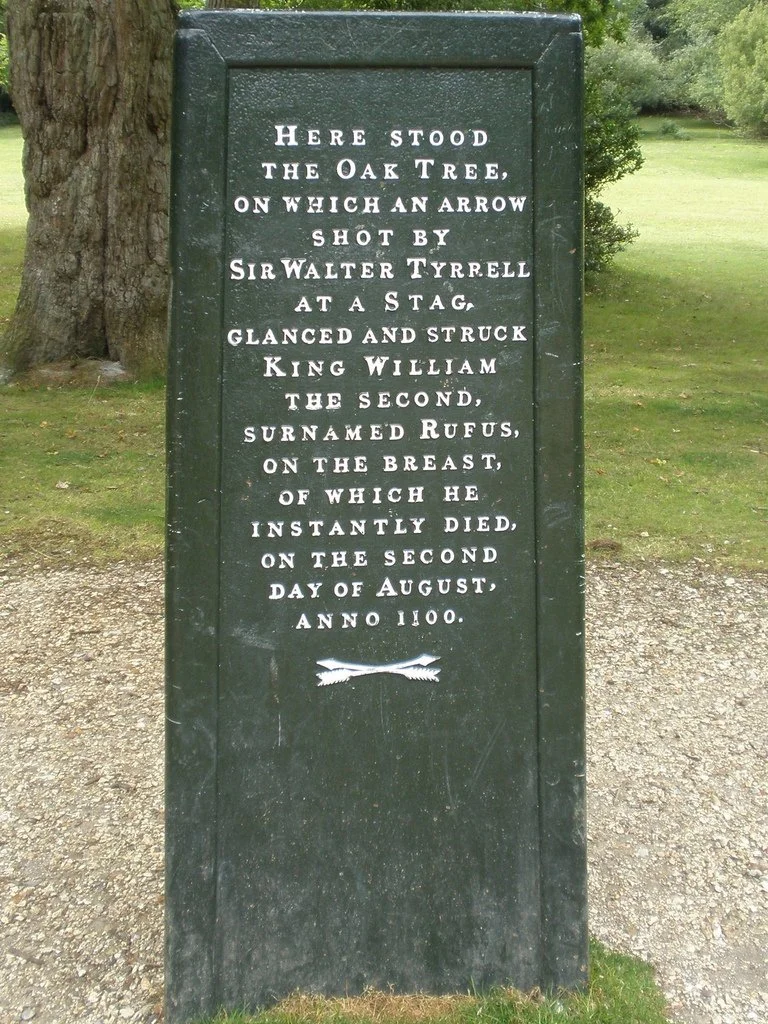 HERE STOOD
THE OAK TREE,
ON WHICH AN ARROW
SHOT BY
SIR WALTER TYRRELL
AT A STAG,
GLANCED AND STRUCK
KING WILLIAM
THE SECOND,
SURNAMED RUFUS,
ON THE BREAST,
OF WHICH HE
INSTANTLY DIED,
ON THE SECOND
DAY OF AUGUST,
ANNO 1100.